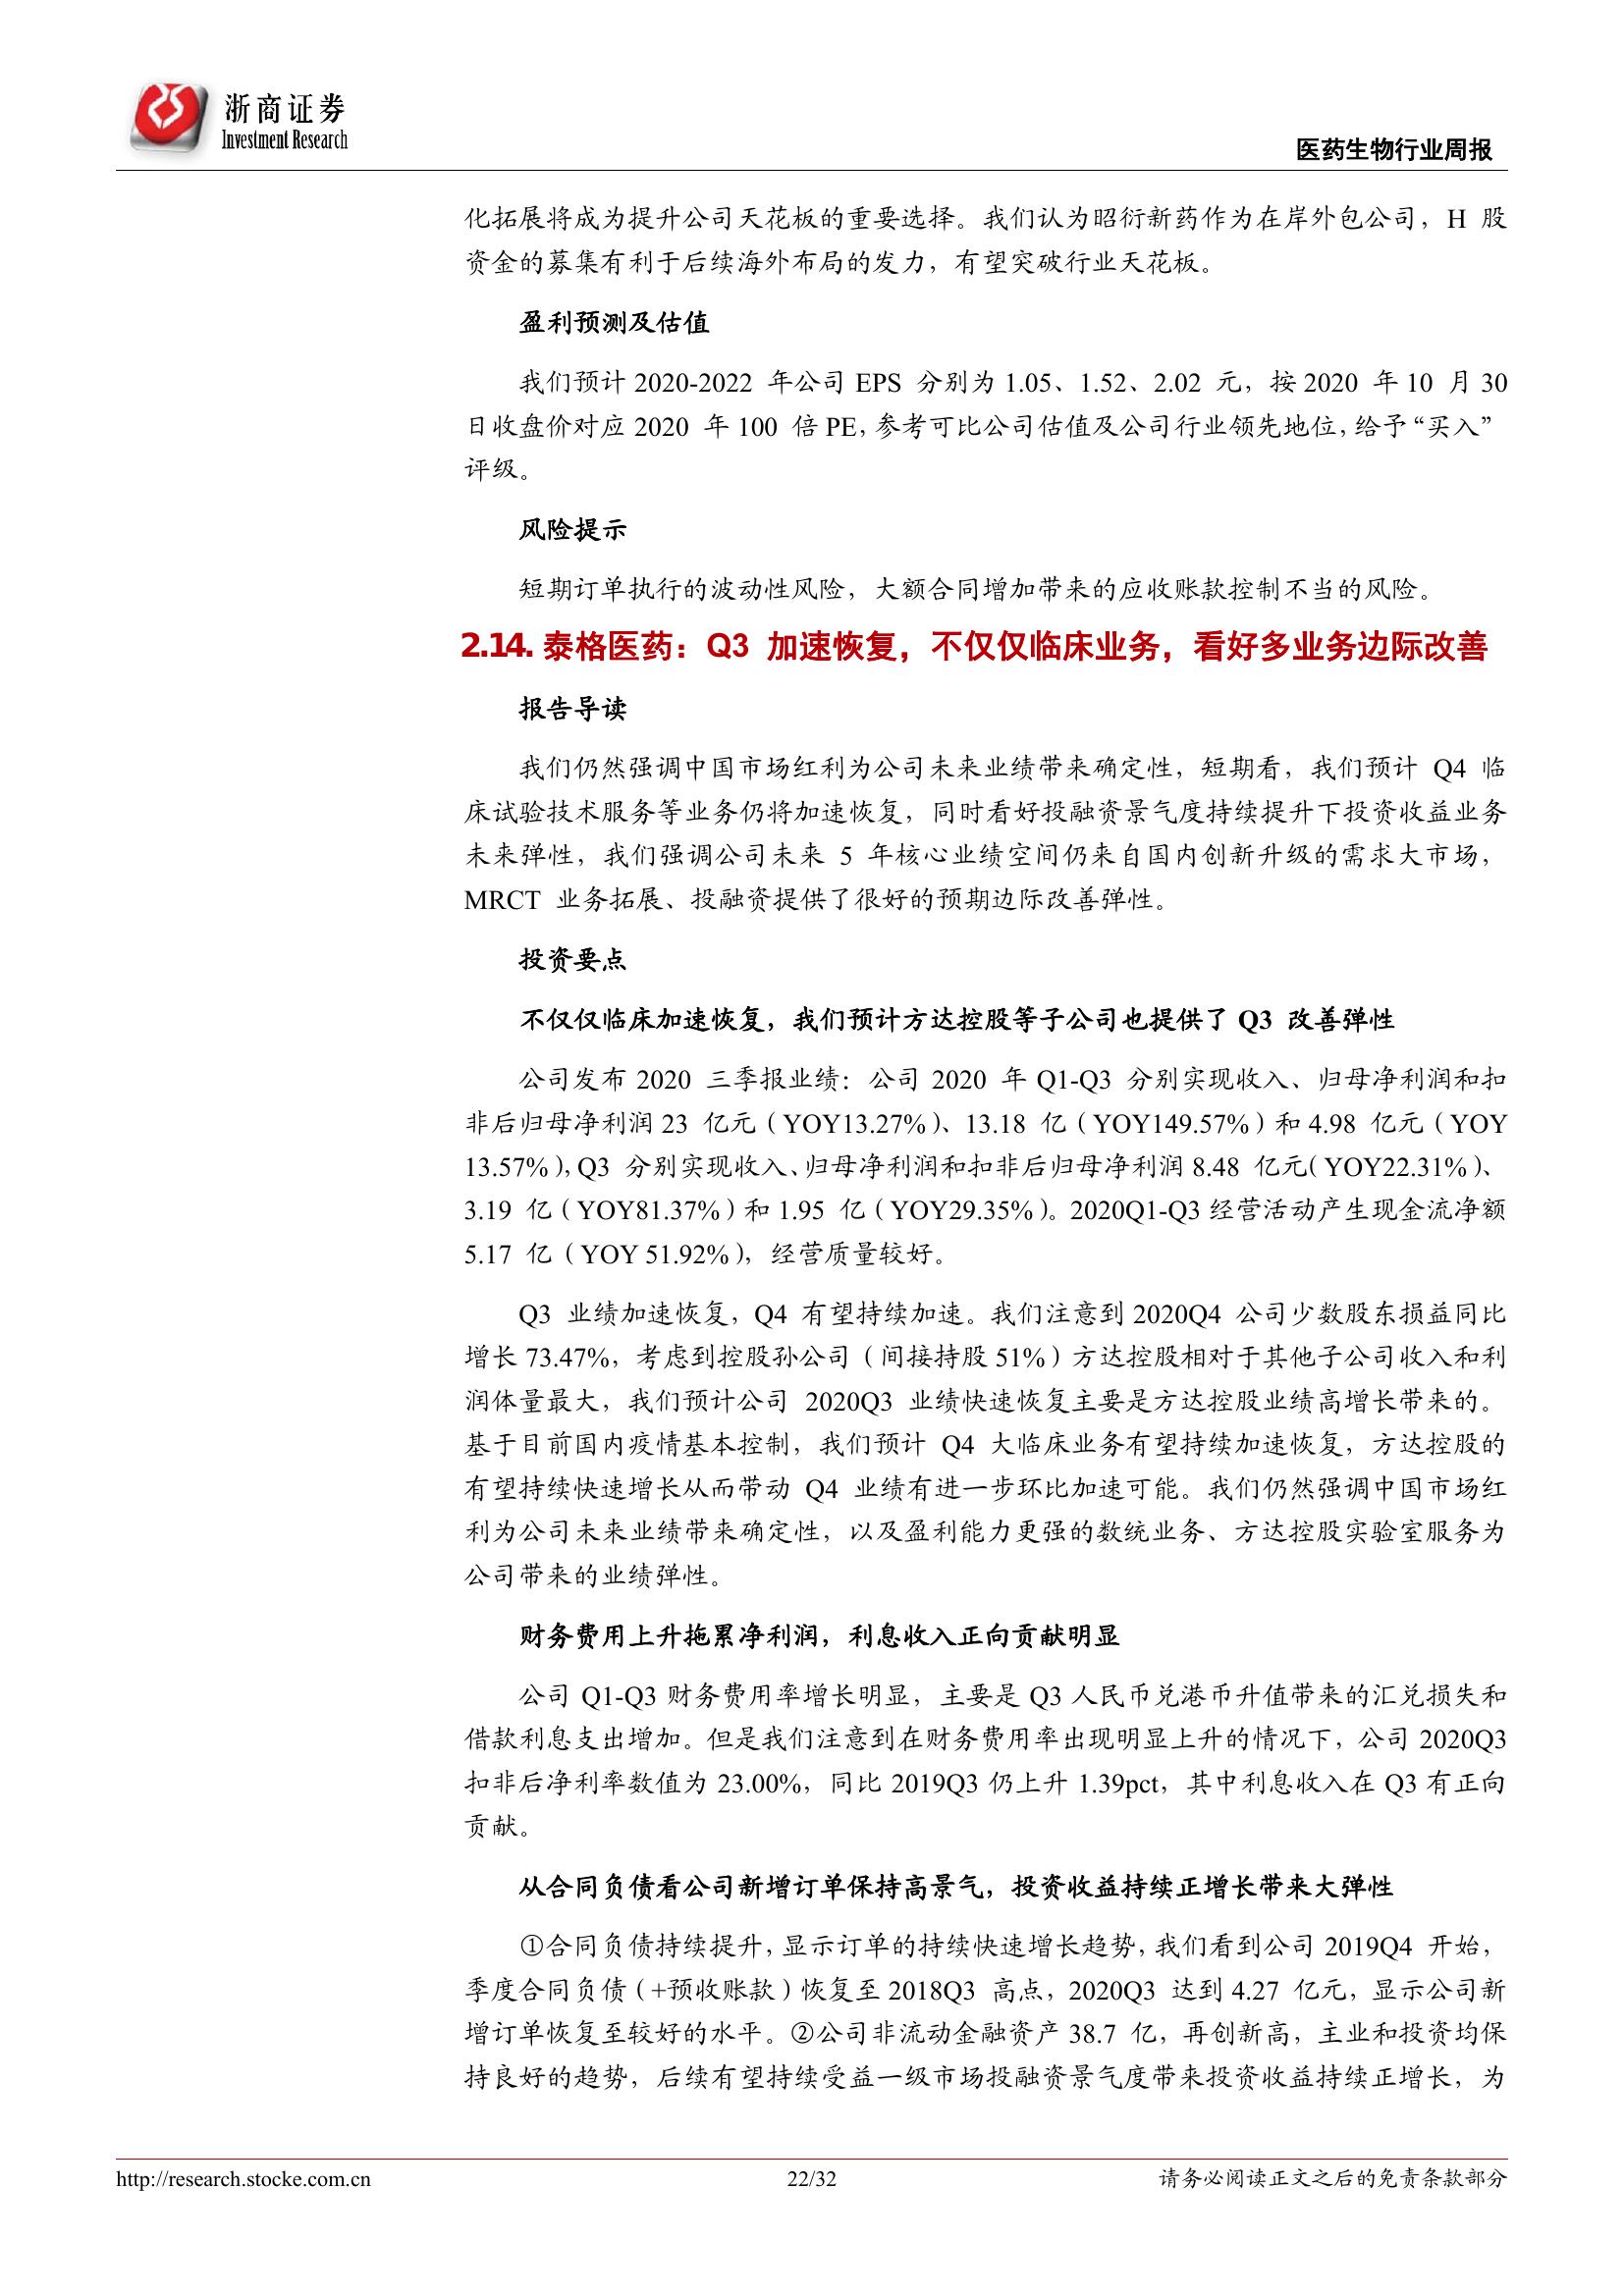 浙商证券
Investment Research
医药生物行业周报
化拓展将成为提升公司天花板的重要选择。我们认为昭衍新药作为在岸外包公司，H 股
资金的募集有利于后续海外布局的发力，有望突破行业天花板。
盈利预测及估值
我们预计 2020-2022 年公司 EPS 分别为 1.05、1.52、2.02 元，按 2020 年 10 月 30
日收盘价对应 2020 年 100 倍 PE，参考可比公司估值及公司行业领先地位，给予“买入”
评级。
风险提示
短期订单执行的波动性风险，大额合同增加带来的应收账款控制不当的风险。
2.14. 泰格医药：Q3 加速恢复，不仅仅临床业务，看好多业务边际改善
报告导读
我们仍然强调中国市场红利为公司未来业绩带来确定性，短期看，我们预计 Q4 临
床试验技术服务等业务仍将加速恢复，同时看好投融资景气度持续提升下投资收益业务
未来弹性，我们强调公司未来 5 年核心业绩空间仍来自国内创新升级的需求大市场，
MRCT 业务拓展、投融资提供了很好的预期边际改善弹性。
投资要点
不仅仅临床加速恢复，我们预计方达控股等子公司也提供了 Q3 改善弹性
公司发布 2020 三季报业绩：公司 2020 年 Q1-Q3 分别实现收入、归母净利润和扣
非后归母净利润 23 亿元（YOY13.27%）、13.18 亿（YOY149.57%）和 4.98 亿元（YOY
13.57%），Q3 分别实现收入、归母净利润和扣非后归母净利润 8.48 亿元（YOY22.31%）、
3.19 亿（YOY81.37%）和 1.95 亿（YOY29.35%）。2020Q1-Q3 经营活动产生现金流净额
5.17 亿（YOY 51.92%），经营质量较好。
Q3 业绩加速恢复，Q4 有望持续加速。我们注意到 2020Q4 公司少数股东损益同比
增长 73.47%，考虑到控股孙公司（间接持股 51%）方达控股相对于其他子公司收入和利
润体量最大，我们预计公司 2020Q3 业绩快速恢复主要是方达控股业绩高增长带来的。
基于目前国内疫情基本控制，我们预计 Q4 大临床业务有望持续加速恢复，方达控股的
有望持续快速增长从而带动 Q4 业绩有进一步环比加速可能。我们仍然强调中国市场红
利为公司未来业绩带来确定性，以及盈利能力更强的数统业务、方达控股实验室服务为
公司带来的业绩弹性。
财务费用上升拖累净利润，利息收入正向贡献明显
公司 Q1-Q3 财务费用率增长明显，主要是 Q3 人民币兑港币升值带来的汇兑损失和
借款利息支出增加。但是我们注意到在财务费用率出现明显上升的情况下，公司 2020Q3
扣非后净利率数值为 23.00%，同比 2019Q3 仍上升 1.39pct，其中利息收入在 Q3 有正向
贡献。
从合同负债看公司新增订单保持高景气，投资收益持续正增长带来大弹性
①合同负债持续提升，显示订单的持续快速增长趋势，我们看到公司 2019Q4 开始，
季度合同负债（+预收账款）恢复至 2018Q3 高点，2020Q3 达到 4.27 亿元，显示公司新
增订单恢复至较好的水平。②公司非流动金融资产 38.7 亿，再创新高，主业和投资均保
持良好的趋势，后续有望持续受益一级市场投融资景气度带来投资收益持续正增长，为
http://research.stocke.com.cn
22/32
请务必阅读正文之后的免责条款部分